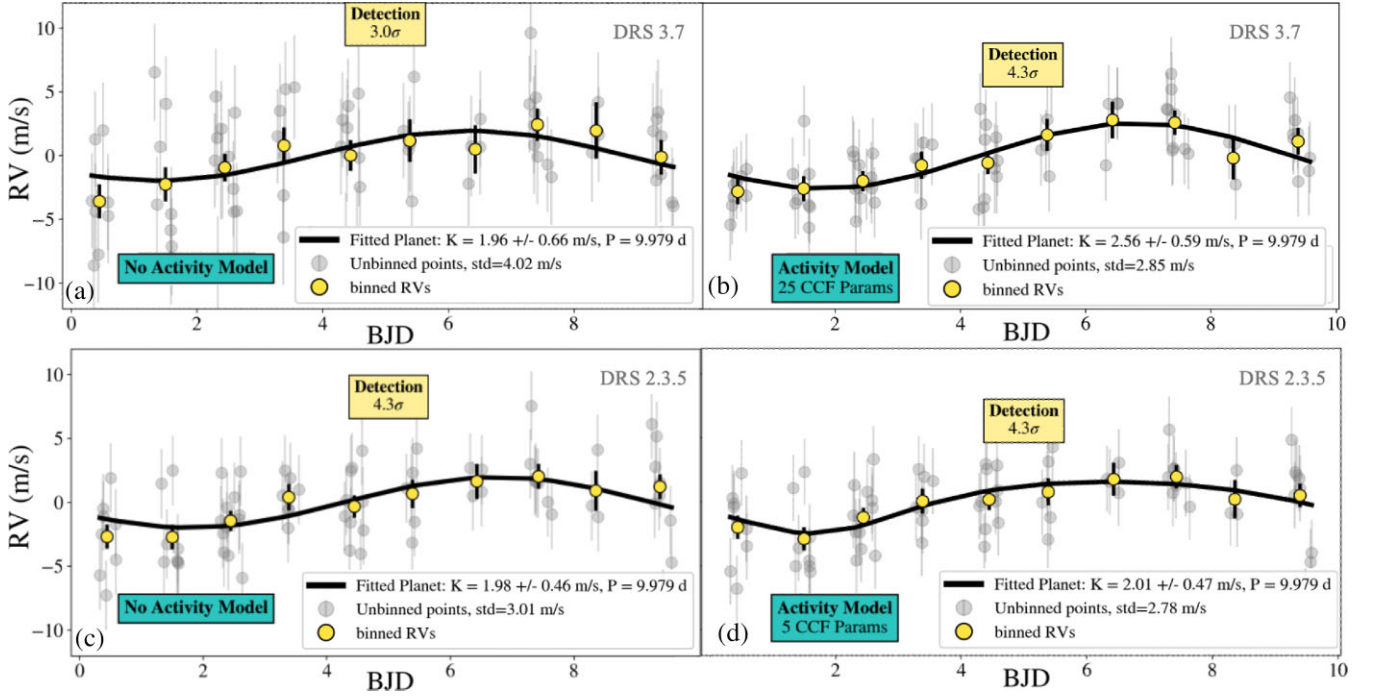 Detection
3.0σ
DRS 3.7
10
5
0
−5
−10
RV (m/s)
No Activity Model
Fitted Planet: K = 1.96 +/- 0.66 m/s, P = 9.979 d
Unbinned points, std=4.02 m/s
binned RVs
(a)
0 2 4 6 8
BJD
Detection
4.3σ
DRS 3.7
Activity Model
25 CCF Params
Fitted Planet: K = 2.56 +/- 0.59 m/s, P = 9.979 d
Unbinned points, std=2.85 m/s
binned RVs
(b)
2 4 6 8 10
BJD
Detection
4.3σ
DRS 2.3.5
10
5
0
−5
−10
RV (m/s)
No Activity Model
Fitted Planet: K = 1.98 +/- 0.46 m/s, P = 9.979 d
Unbinned points, std=3.01 m/s
binned RVs
(c)
0 2 4 6 8
BJD
Detection
4.3σ
DRS 2.3.5
Activity Model
5 CCF Params
Fitted Planet: K = 2.01 +/- 0.47 m/s, P = 9.979 d
Unbinned points, std=2.78 m/s
binned RVs
(d)
2 4 6 8 10
BJD